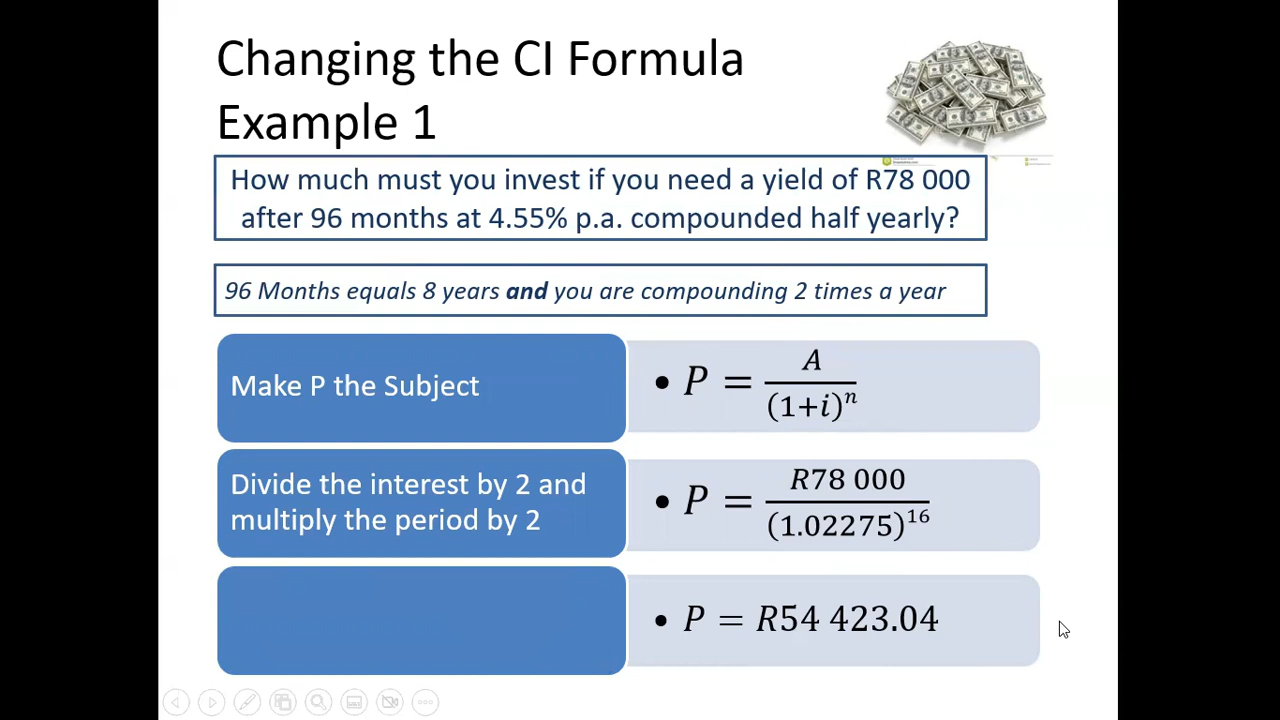 Changing the CI Formula
Example 1
How much must you invest if you need a yield of R78 000
after 96 months at 4.55% p.a. compounded half yearly?
96 Months equals 8 years and you are compounding 2 times a year
Make P the Subject
• P = A / (1+i)^n
Divide the interest by 2 and
multiply the period by 2
• P = R78 000 / (1.02275)^16
• P = R54 423.04